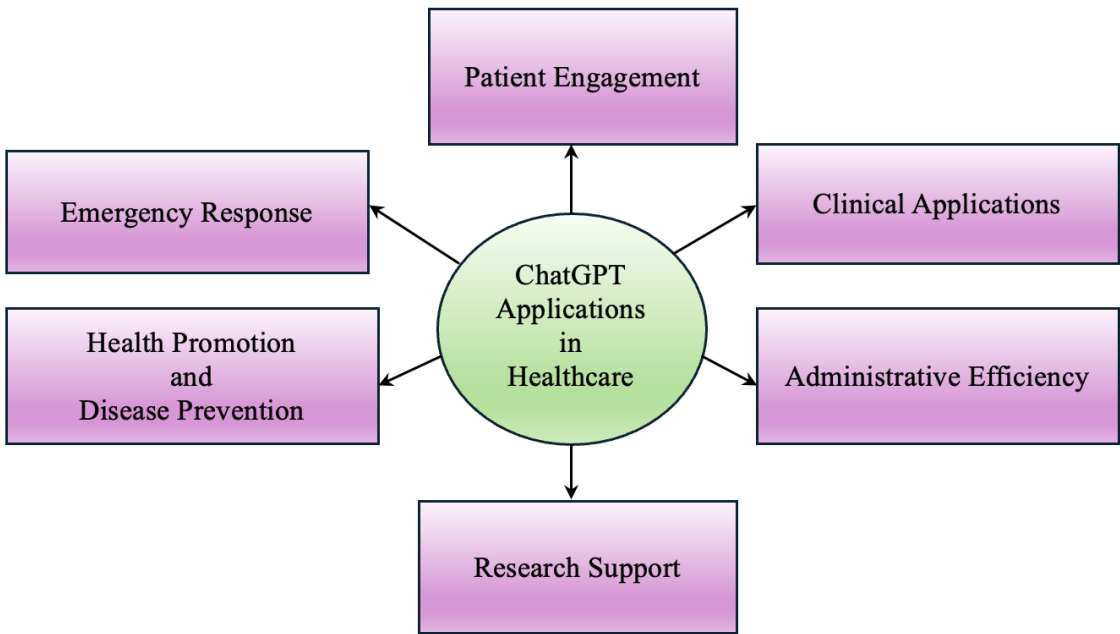 Patient Engagement
Emergency Response
Clinical Applications
ChatGPT
Applications
in
Healthcare
Health Promotion
and
Disease Prevention
Administrative Efficiency
Research Support